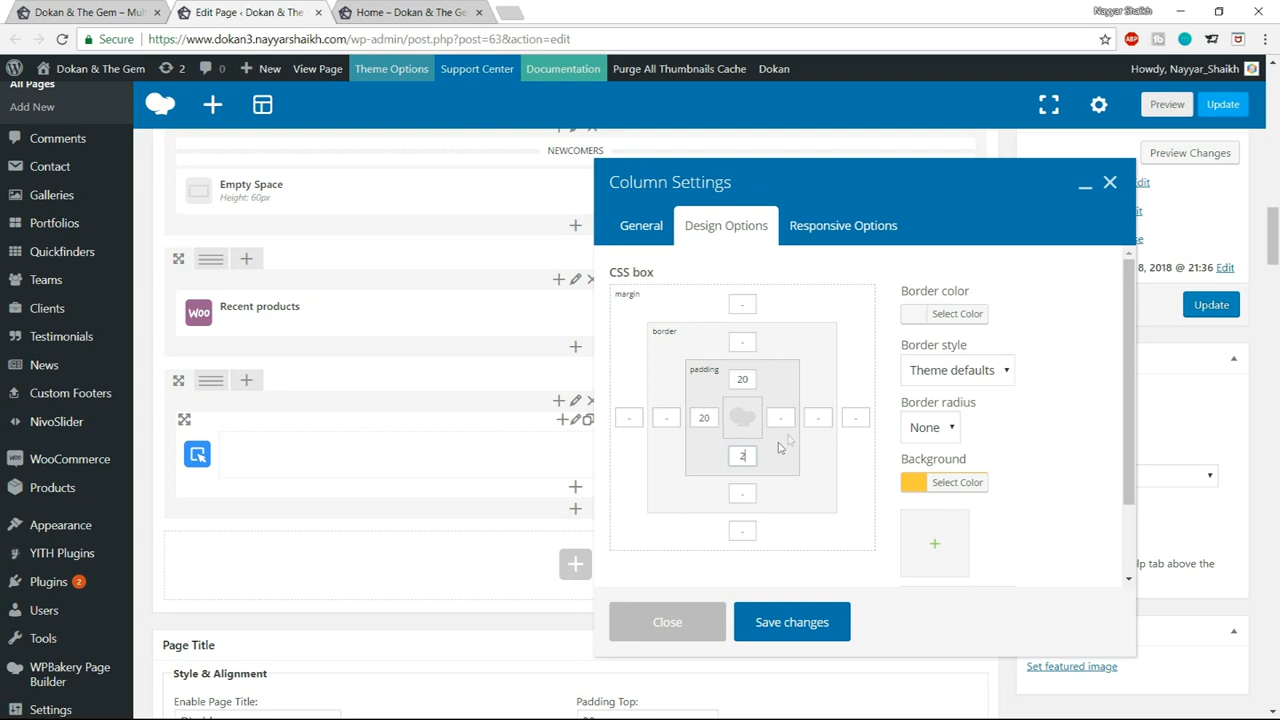 Dokan & The Gem – Mul
Edit Page ‹ Dokan & The
Home – Dokan & The Ge
Nayyar Shaikh
Secure
https://www.dokan3.nayyarshaikh.com/wp-admin/post.php?post=63&action=edit
ABP
Dokan & The Gem
2
0
New
View Page
Theme Options
Support Center
Documentation
Purge All Thumbnails Cache
Dokan
Howdy, Nayyar_Shaikh
All Pages
Add New
Comments
Contact
Galleries
Portfolios
Quickfinders
Teams
Clients
Testimonials
News
Custom Footers
NivoSlider
WooCommerce
Products
Appearance
YITH Plugins
Plugins 2
Users
Tools
WPBakery Page
Builder
Settings
Preview
Update
NEWCOMERS
Empty Space
Height: 60px
Woo
Recent products
Page Title
Style & Alignment
Enable Page Title:
Padding Top:
Column Settings
General
Design Options
Responsive Options
CSS box
margin
-
border
-
padding
20
- - 20 - - -
2
-
-
Border color
Select Color
Border style
Theme defaults
Border radius
None
Background
Select Color
+
Close
Save changes
Preview Changes
dit
it
e
8, 2018 @ 21:36 Edit
Update
lp tab above the
Set featured image